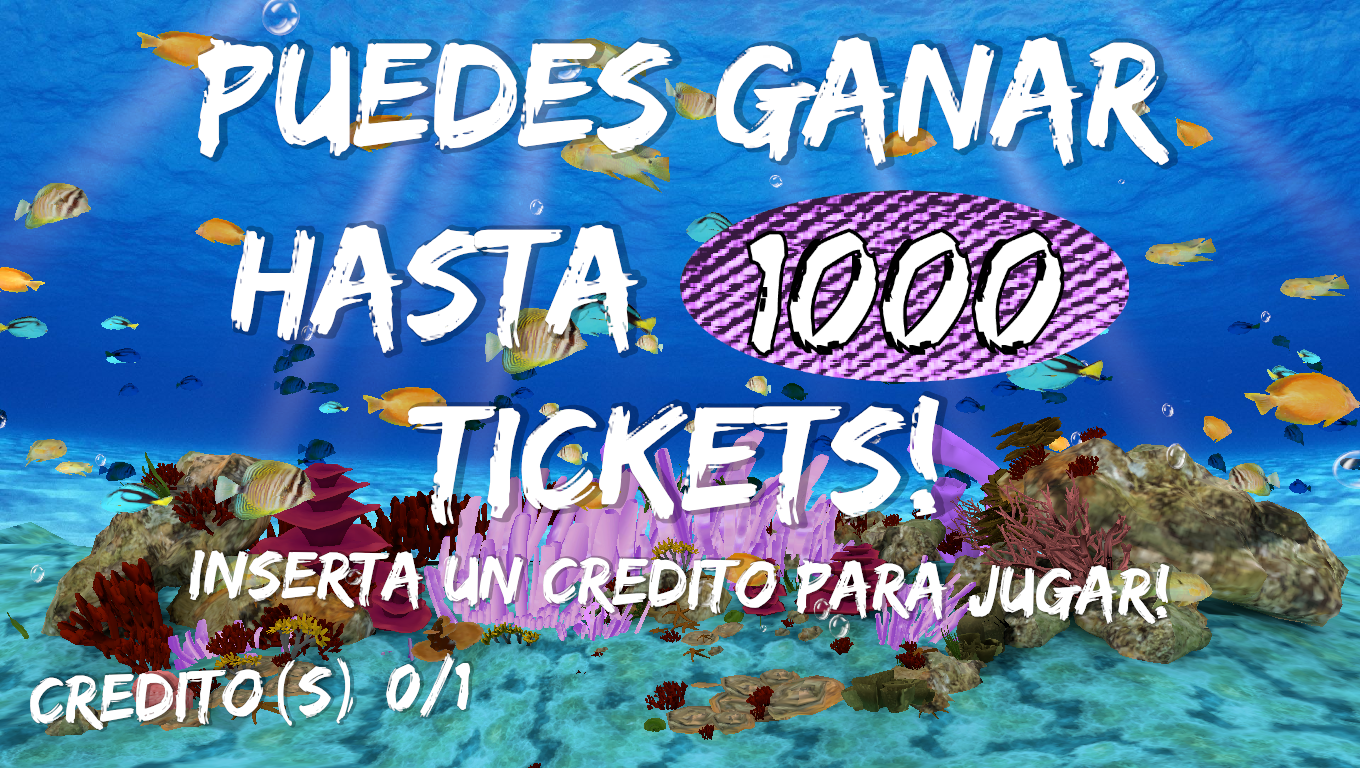 PUEDES GANAR
HASTA 1000
TICKETS!
INSERTA UN CREDITO PARA JUGAR!
CREDITO(S) 0/1